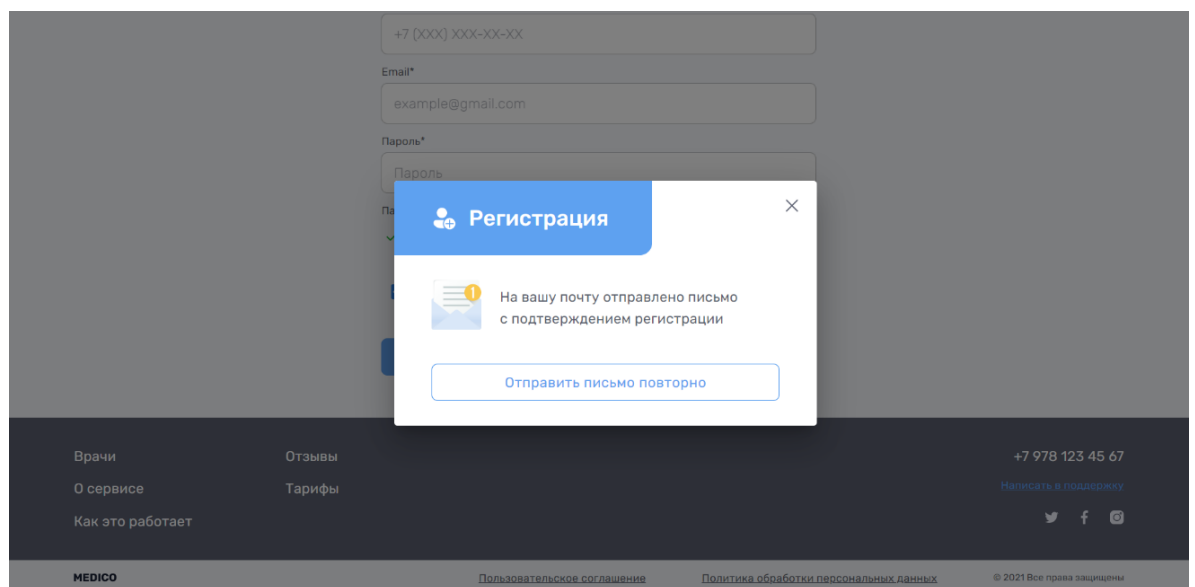 +7 (XXX) XXX-XX-XX
Email*
example@gmail.com
Пароль*
Пароль
Па
Регистрация
1
На вашу почту отправлено письмо
с подтверждением регистрации
Отправить письмо повторно
Врачи
Отзывы
+7 978 123 45 67
О сервисе
Тарифы
Написать в поддержку
Как это работает
MEDICO
Пользовательское соглашение
Политика обработки персональных данных
© 2021 Все права защищены